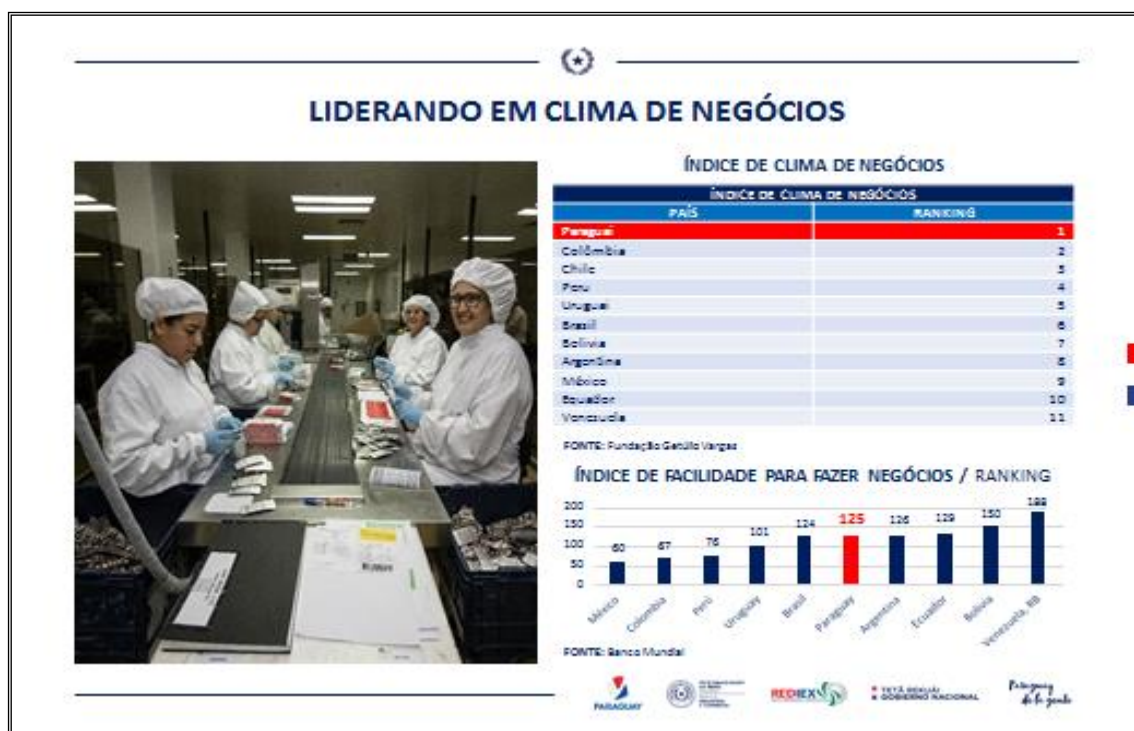 LIDERANDO EM CLIMA DE NEGÓCIOS
ÍNDICE DE CLIMA DE NEGÓCIOS
ÍNDICE DE CLIMA DE NEGÓCIOS
PAÍS RANKING
Paraguai 1
Colômbia 2
Chile 3
Peru 4
Uruguai 5
Brasil 6
Bolivia 7
Argentina 8
México 9
Equador 10
Venezuela 11
FONTE: Fundação Getúlio Vargas
ÍNDICE DE FACILIDADE PARA FAZER NEGÓCIOS / RANKING
200
150
100
50
0
60 67 76 101 124 125 126 129 150 188
México Colombia Perú Uruguay Brasil Paraguay Argentina Ecuador Bolivia Venezuela, RB
FONTE: Banco Mundial
PARAGUAY
REDIEX
TETÃ REKUÁI
GOBIERNO NACIONAL
Paraguay
de la gente